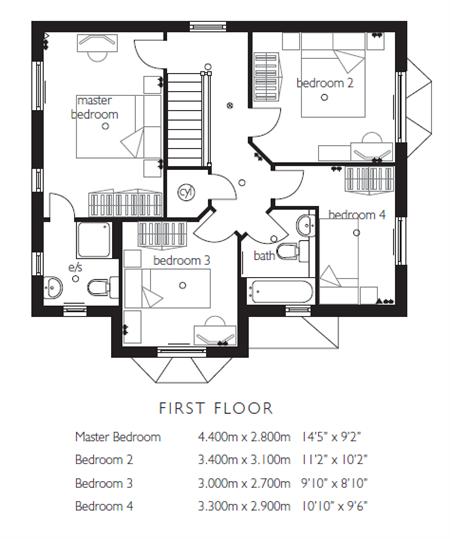 bedroom 2
master
bedroom
cyl
bedroom 4
bath
bedroom 3
e/s
FIRST FLOOR
Master Bedroom 4.400m x 2.800m 14'5" x 9'2"
Bedroom 2 3.400m x 3.100m 11'2" x 10'2"
Bedroom 3 3.000m x 2.700m 9'10" x 8'10"
Bedroom 4 3.300m x 2.900m 10'10" x 9'6"